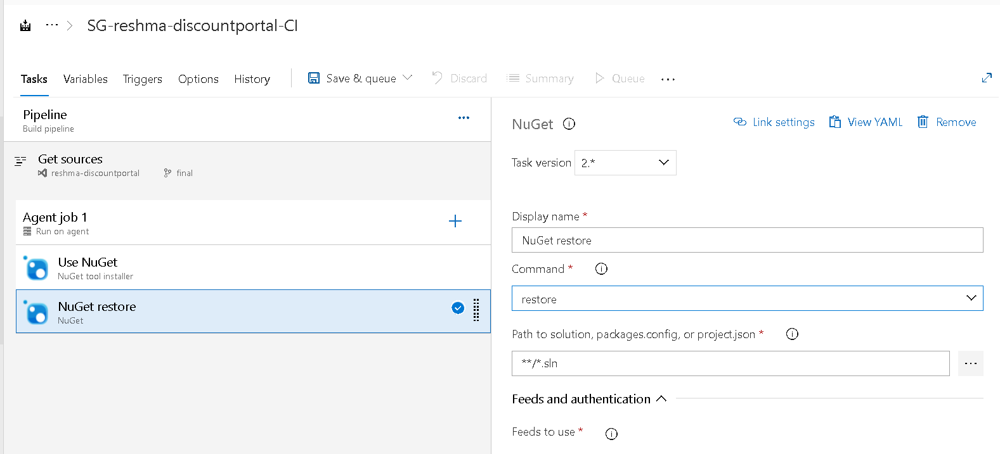 ... > SG-reshma-discountportal-CI
Tasks Variables Triggers Options History Save & queue Discard Summary Queue ...
Pipeline
Build pipeline
Get sources
reshma-discountportal final
Agent job 1
Run on agent
Use NuGet
NuGet tool installer
NuGet restore
NuGet
NuGet Link settings View YAML Remove
Task version 2.*
Display name *
NuGet restore
Command *
restore
Path to solution, packages.config, or project.json *
**/*.sln
Feeds and authentication
Feeds to use *